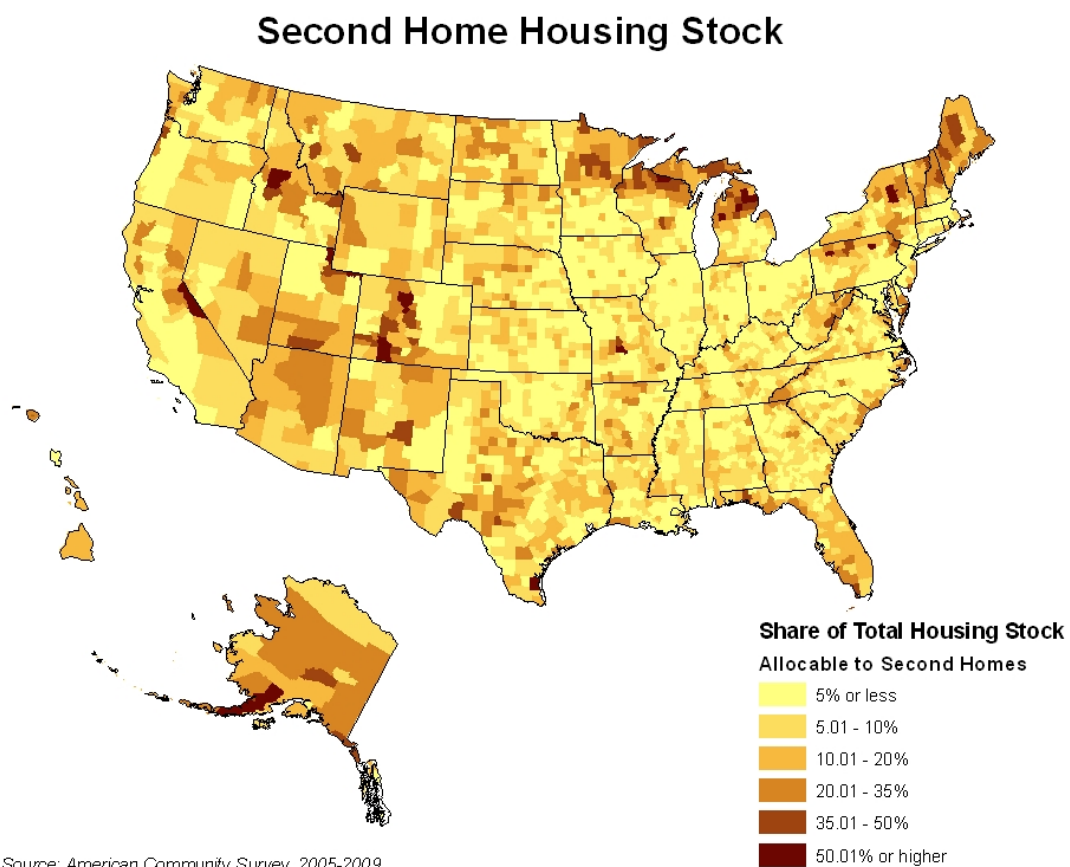 Second Home Housing Stock
Share of Total Housing Stock
Allocable to Second Homes
5% or less
5.01 - 10%
10.01 - 20%
20.01 - 35%
35.01 - 50%
50.01% or higher
Source: American Community Survey, 2005-2009